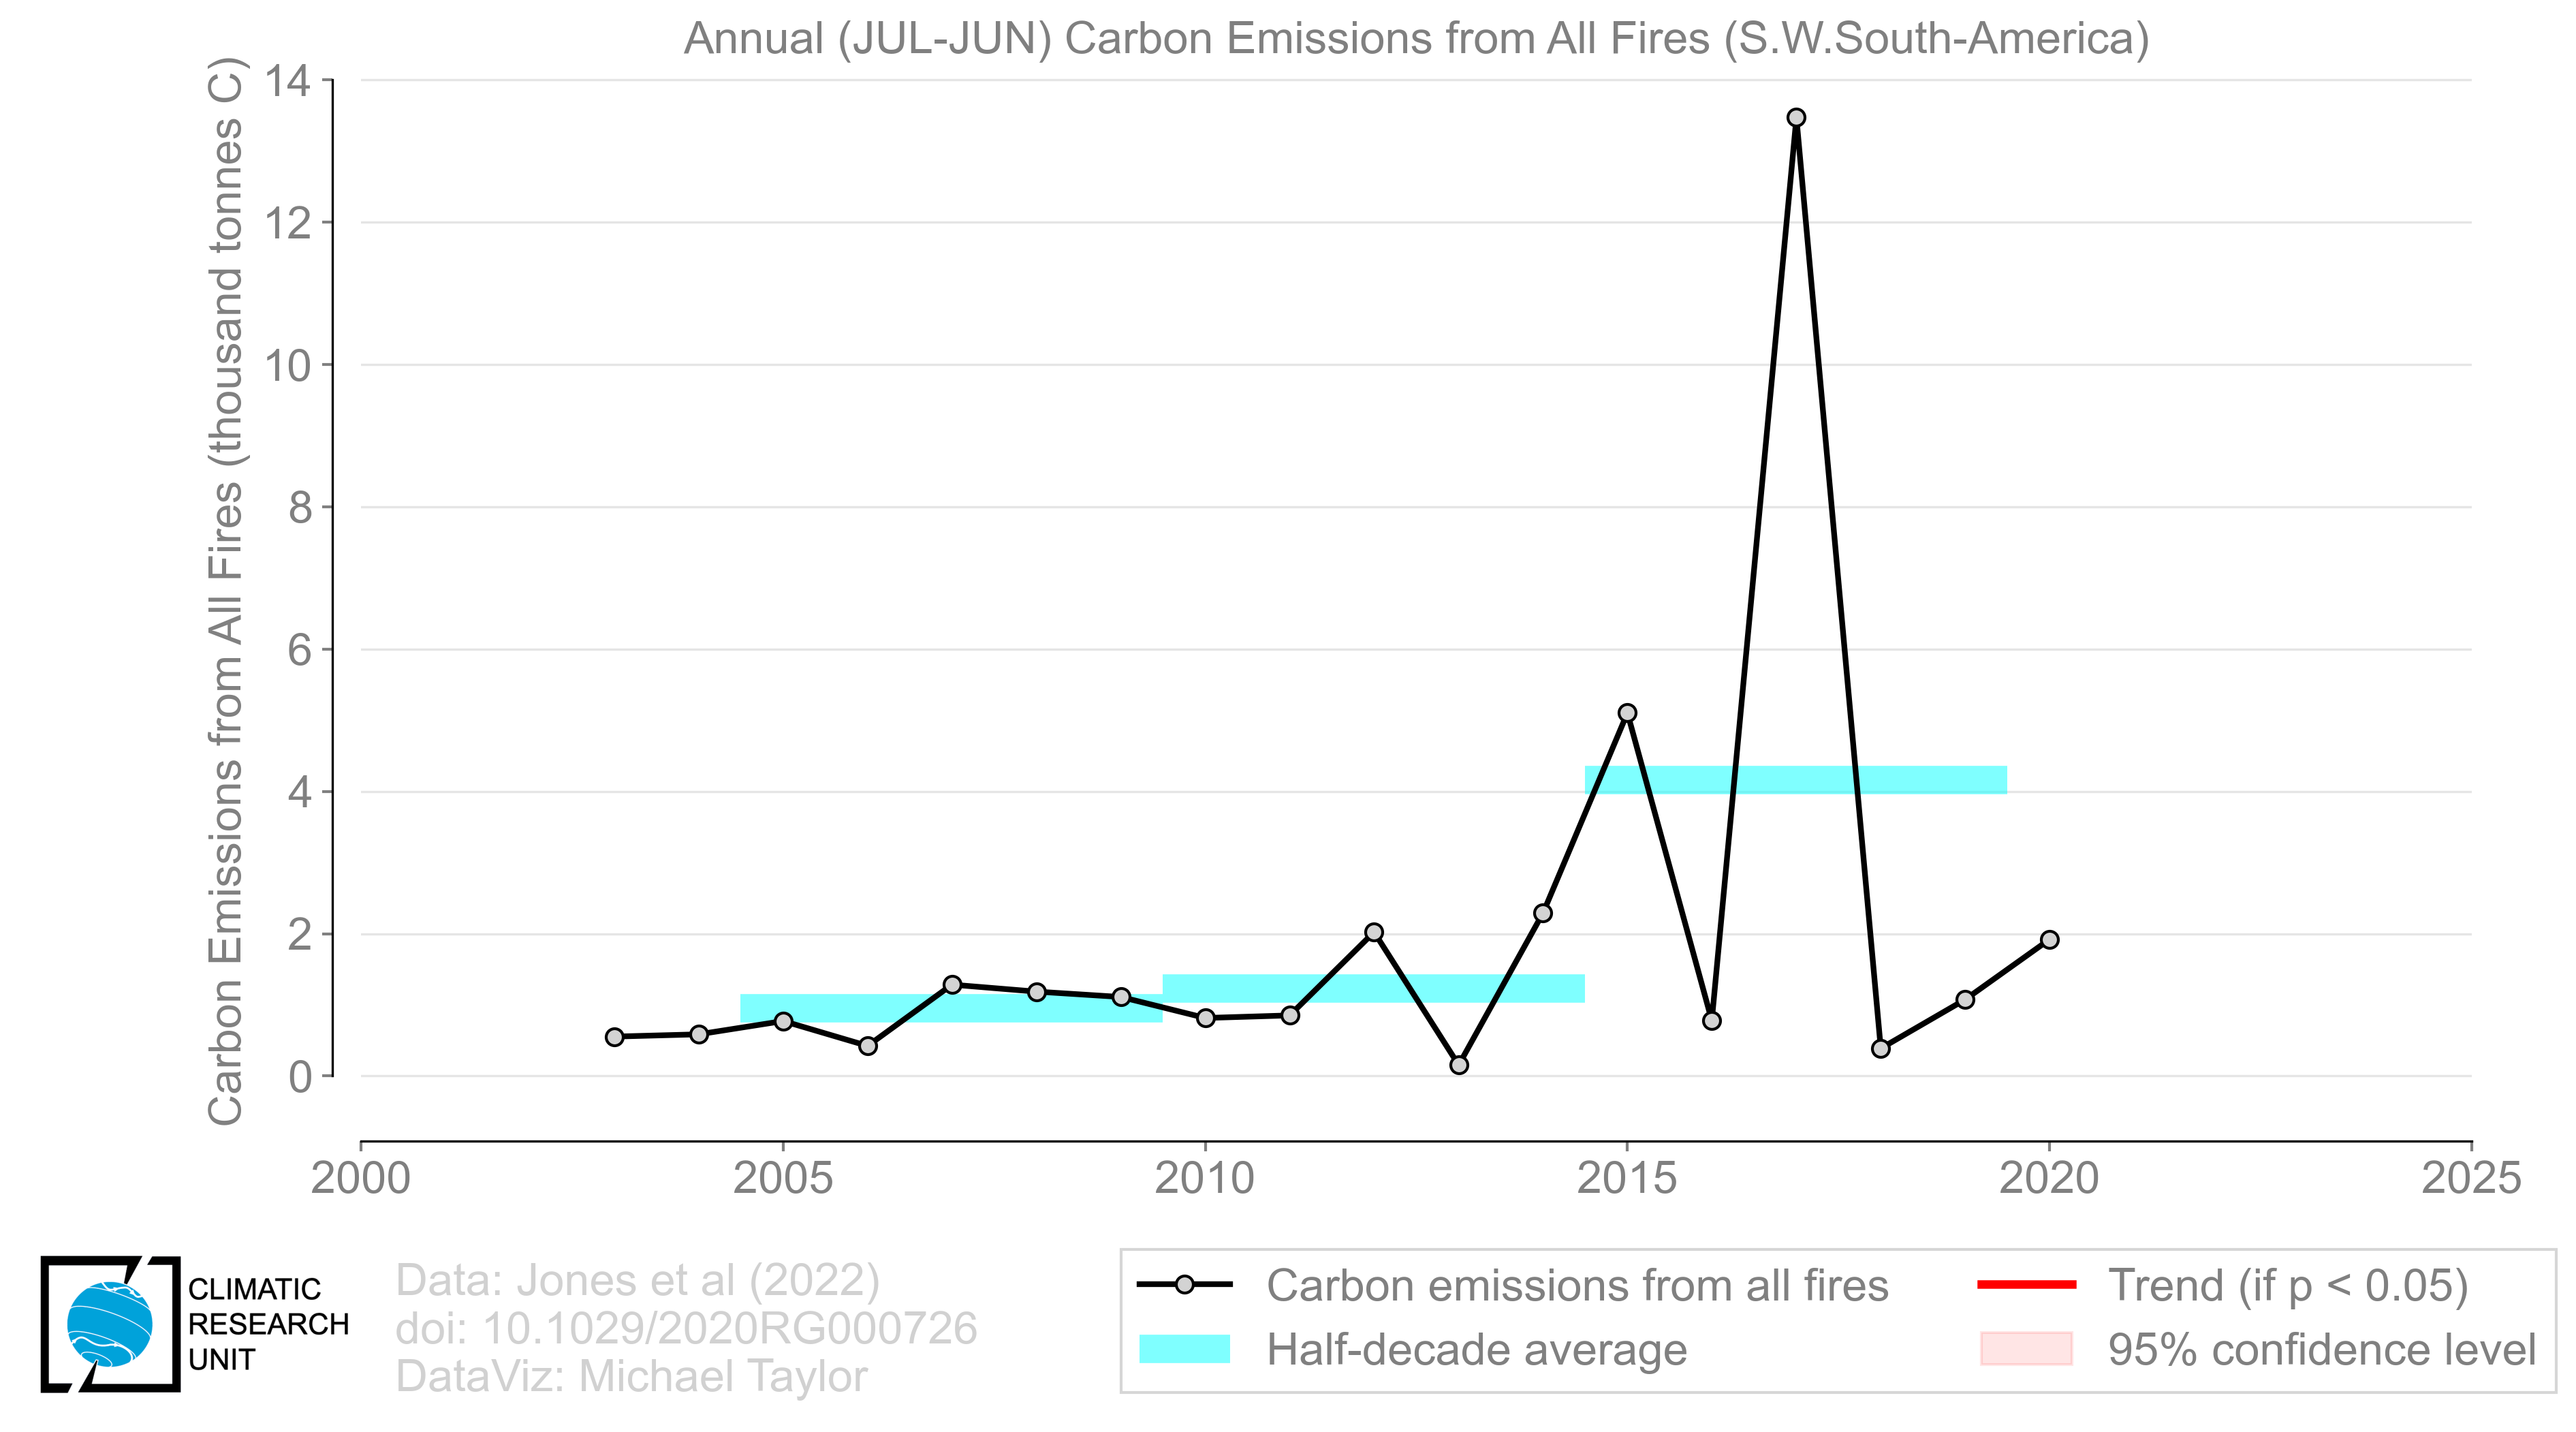 Annual (JUL-JUN) Carbon Emissions from All Fires (S.W.South-America)
Carbon Emissions from All Fires (thousand tonnes C)
14
12
10
8
6
4
2
0
2000
2005
2010
2015
2020
2025
CLIMATIC
RESEARCH
UNIT
Data: Jones et al (2022)
doi: 10.1029/2020RG000726
DataViz: Michael Taylor
Carbon emissions from all fires
Half-decade average
Trend (if p < 0.05)
95% confidence level